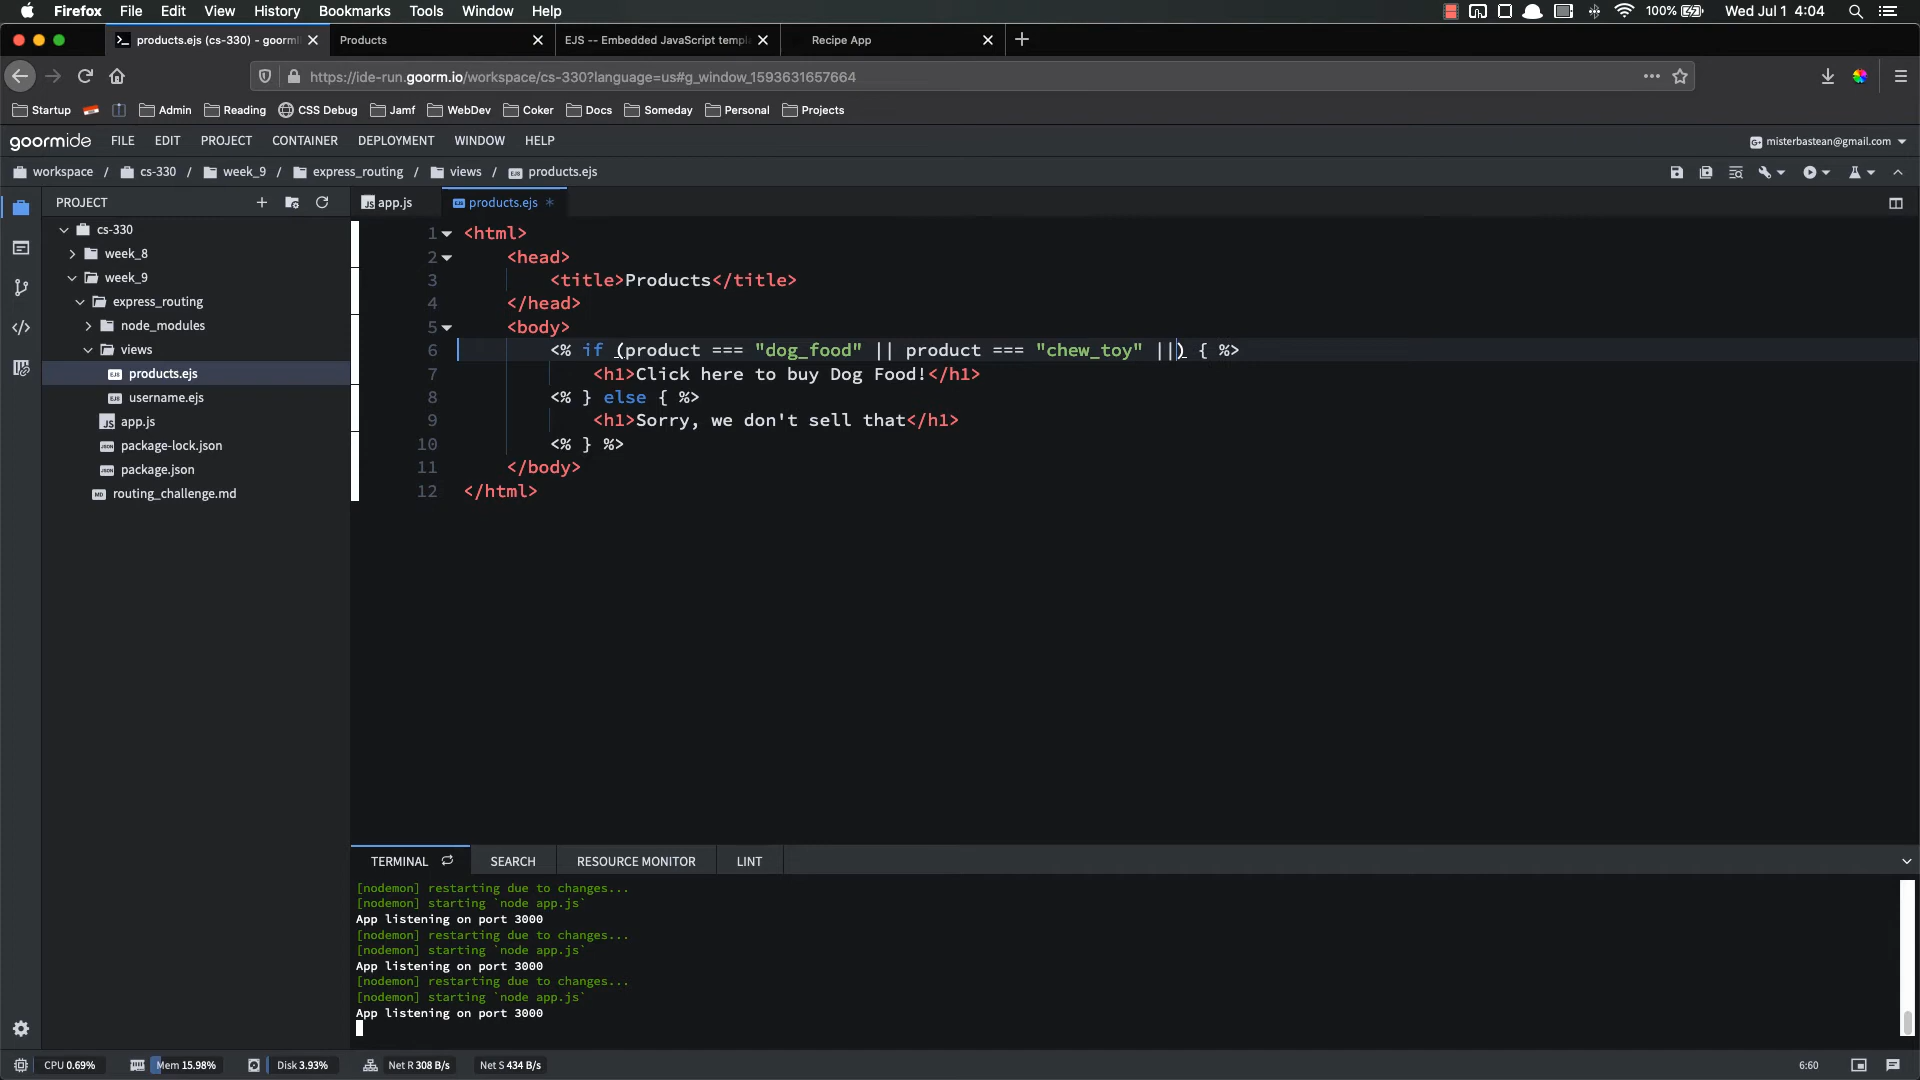 Firefox File Edit View History Bookmarks Tools Window Help 100% Wed Jul 1 4:04
products.ejs (cs-330) - goormI Products EJS -- Embedded JavaScript templ Recipe App
https://ide-run.goorm.io/workspace/cs-330?language=us#g_window_1593631657664
Startup Admin Reading CSS Debug Jamf WebDev Coker Docs Someday Personal Projects
goormide FILE EDIT PROJECT CONTAINER DEPLOYMENT WINDOW HELP misterbastean@gmail.com
workspace / cs-330 / week_9 / express_routing / views / products.ejs
PROJECT
cs-330
week_8
week_9
express_routing
node_modules
views
products.ejs
username.ejs
app.js
package-lock.json
package.json
routing_challenge.md
app.js products.ejs *
1 <html>
2 <head>
3 <title>Products</title>
4 </head>
5 <body>
6 <% if (product === "dog_food" || product === "chew_toy" ||) { %>
7 <h1>Click here to buy Dog Food!</h1>
8 <% } else { %>
9 <h1>Sorry, we don't sell that</h1>
10 <% } %>
11 </body>
12 </html>
TERMINAL SEARCH RESOURCE MONITOR LINT
[nodemon] restarting due to changes...
[nodemon] starting `node app.js`
App listening on port 3000
[nodemon] restarting due to changes...
[nodemon] starting `node app.js`
App listening on port 3000
[nodemon] restarting due to changes...
[nodemon] starting `node app.js`
App listening on port 3000
CPU 0.69% Mem 15.98% Disk 3.93% Net R 308 B/s Net S 434 B/s 6:60